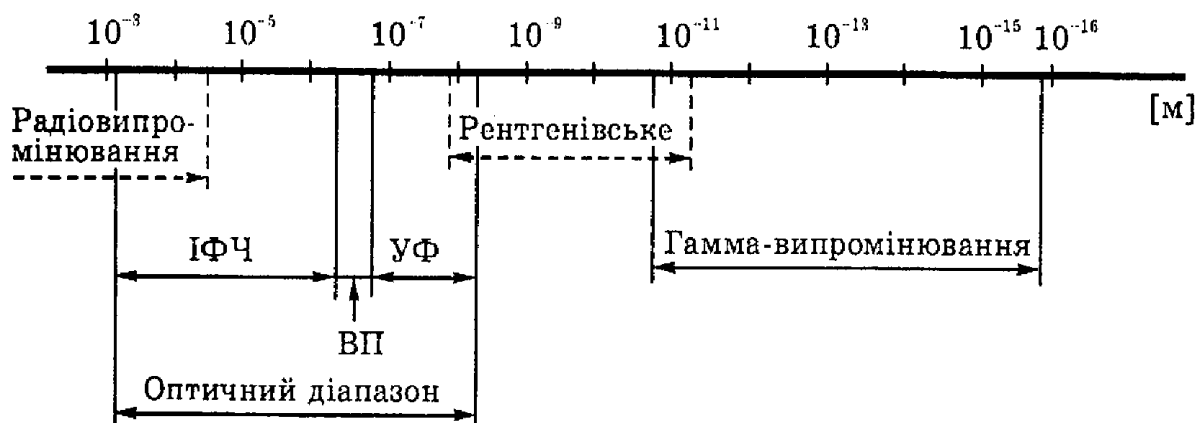 10⁻³ 10⁻⁵ 10⁻⁷ 10⁻⁹ 10⁻¹¹ 10⁻¹³ 10⁻¹⁵ 10⁻¹⁶
[м]
Радіовипро-
мінювання
Рентгенівське
ІФЧ
УФ
Гамма-випромінювання
ВП
Оптичний діапазон